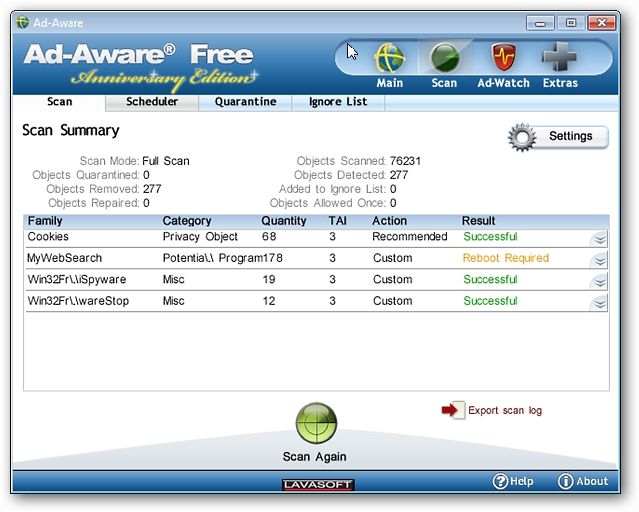 Ad-Aware
Ad-Aware® Free
Anniversary Edition
Main Scan Ad-Watch Extras
Scan Scheduler Quarantine Ignore List
Scan Summary
Settings
Scan Mode: Full Scan Objects Scanned: 76231
Objects Quarantined: 0 Objects Detected: 277
Objects Removed: 277 Added to Ignore List: 0
Objects Repaired: 0 Objects Allowed Once: 0
Family Category Quantity TAI Action Result
Cookies Privacy Object 68 3 Recommended Successful
MyWebSearch Potentia\.\ Program178 3 Custom Reboot Required
Win32Fr\.\iSpyware Misc 19 3 Custom Successful
Win32Fr\.\wareStop Misc 12 3 Custom Successful
Export scan log
Scan Again
LAVASOFT
Help About